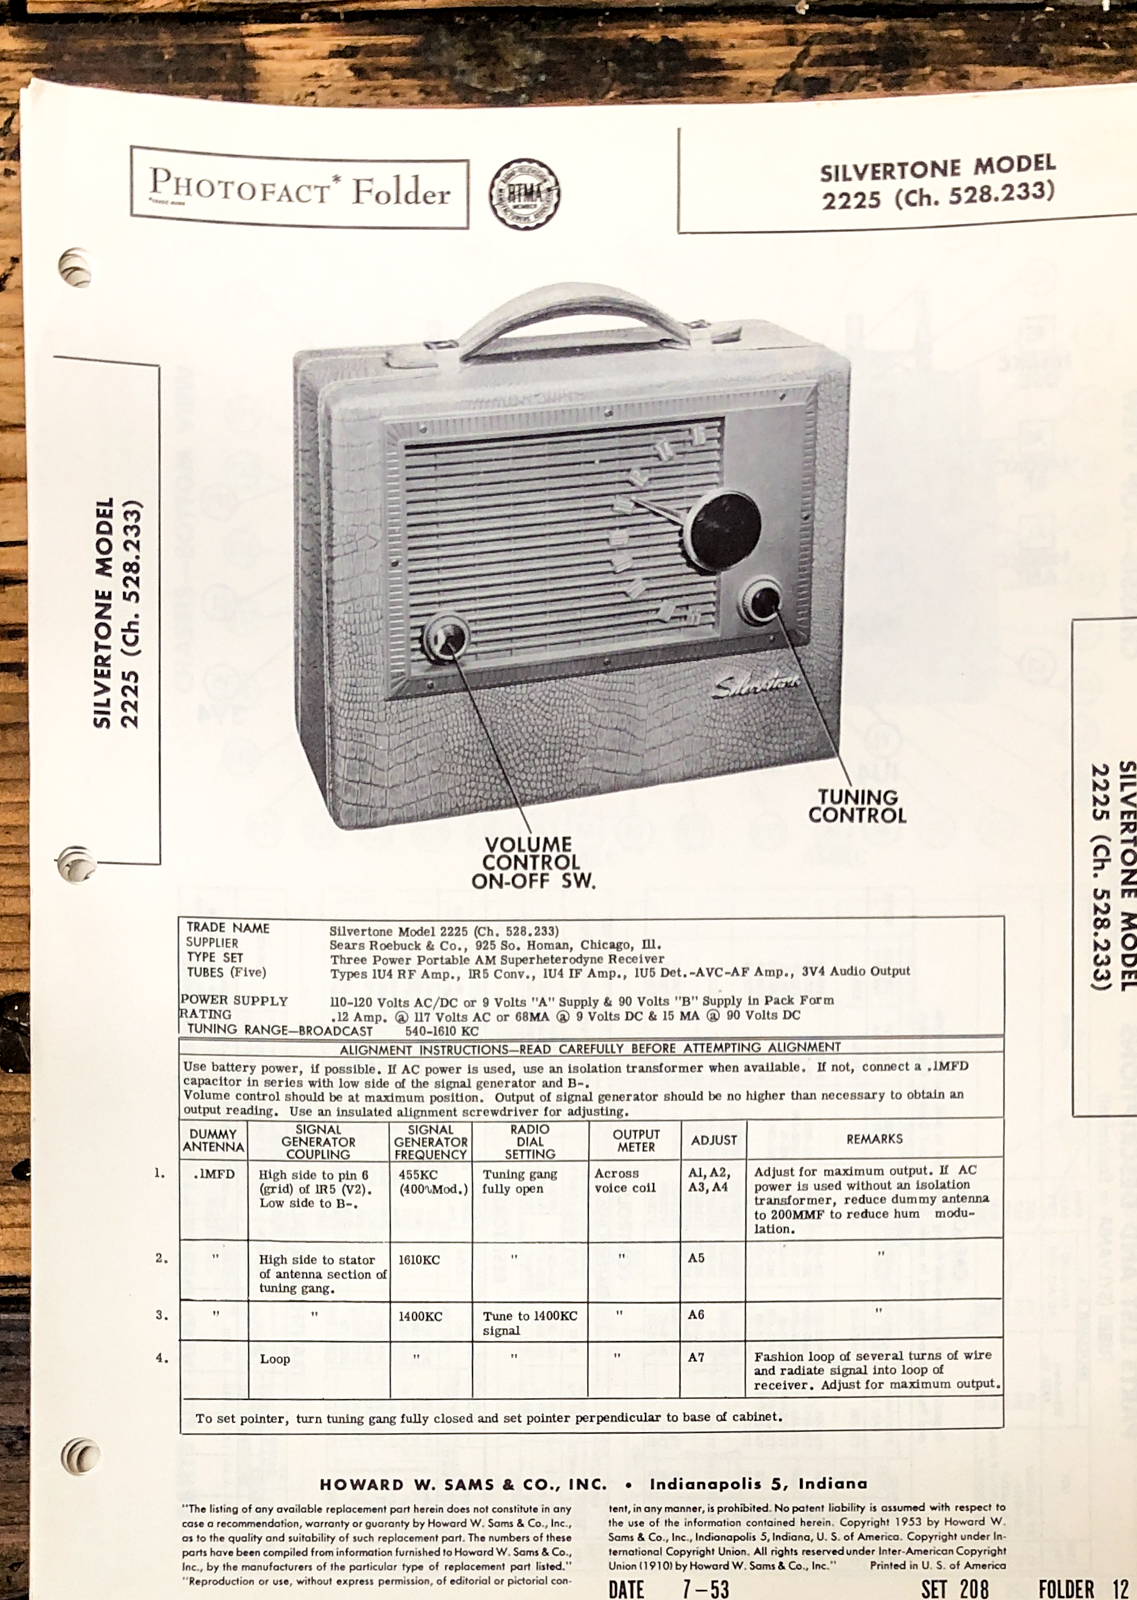 PHOTOFACT* Folder
*TRADE MARK
RTMA
MEMBER
SILVERTONE MODEL
2225 (Ch. 528.233)
SILVERTONE MODEL
2225 (Ch. 528.233)
SILVERTONE MODEL
2225 (Ch. 528.233)
Silvertone
TUNING
CONTROL
VOLUME
CONTROL
ON-OFF SW.
TRADE NAME Silvertone Model 2225 (Ch. 528.233)
SUPPLIER Sears Roebuck & Co., 925 So. Homan, Chicago, Ill.
TYPE SET Three Power Portable AM Superheterodyne Receiver
TUBES (Five) Types 1U4 RF Amp., 1R5 Conv., 1U4 IF Amp., 1U5 Det.-AVC-AF Amp., 3V4 Audio Output
POWER SUPPLY 110-120 Volts AC/DC or 9 Volts "A" Supply & 90 Volts "B" Supply in Pack Form
RATING .12 Amp. @ 117 Volts AC or 68MA @ 9 Volts DC & 15 MA @ 90 Volts DC
TUNING RANGE—BROADCAST 540-1610 KC
ALIGNMENT INSTRUCTIONS—READ CAREFULLY BEFORE ATTEMPTING ALIGNMENT
Use battery power, if possible. If AC power is used, use an isolation transformer when available. If not, connect a .1MFD
capacitor in series with low side of the signal generator and B-.
Volume control should be at maximum position. Output of signal generator should be no higher than necessary to obtain an
output reading. Use an insulated alignment screwdriver for adjusting.
DUMMY ANTENNA SIGNAL GENERATOR COUPLING SIGNAL GENERATOR FREQUENCY RADIO DIAL SETTING OUTPUT METER ADJUST REMARKS
1. .1MFD High side to pin 6 455KC Tuning gang Across A1, A2, Adjust for maximum output. If AC
(grid) of 1R5 (V2). (400~Mod.) fully open voice coil A3, A4 power is used without an isolation
Low side to B-. transformer, reduce dummy antenna
to 200MMF to reduce hum modu-
lation.
2. " High side to stator 1610KC " " A5 "
of antenna section of
tuning gang.
3. " " 1400KC Tune to 1400KC " A6 "
signal
4. Loop " " " A7 Fashion loop of several turns of wire
and radiate signal into loop of
receiver. Adjust for maximum output.
To set pointer, turn tuning gang fully closed and set pointer perpendicular to base of cabinet.
HOWARD W. SAMS & CO., INC. • Indianapolis 5, Indiana
"The listing of any available replacement part herein does not constitute in any
case a recommendation, warranty or guaranty by Howard W. Sams & Co., Inc.,
as to the quality and suitability of such replacement part. The numbers of these
parts have been compiled from information furnished to Howard W. Sams & Co.,
Inc., by the manufacturers of the particular type of replacement part listed."
"Reproduction or use, without express permission, of editorial or pictorial con-
tent, in any manner, is prohibited. No patent liability is assumed with respect to
the use of the information contained herein. Copyright 1953 by Howard W.
Sams & Co., Inc., Indianapolis 5, Indiana, U. S. of America. Copyright under In-
ternational Copyright Union. All rights reserved under Inter-American Copyright
Union (1910) by Howard W. Sams & Co., Inc." Printed in U. S. of America
DATE 7-53 SET 208 FOLDER 12